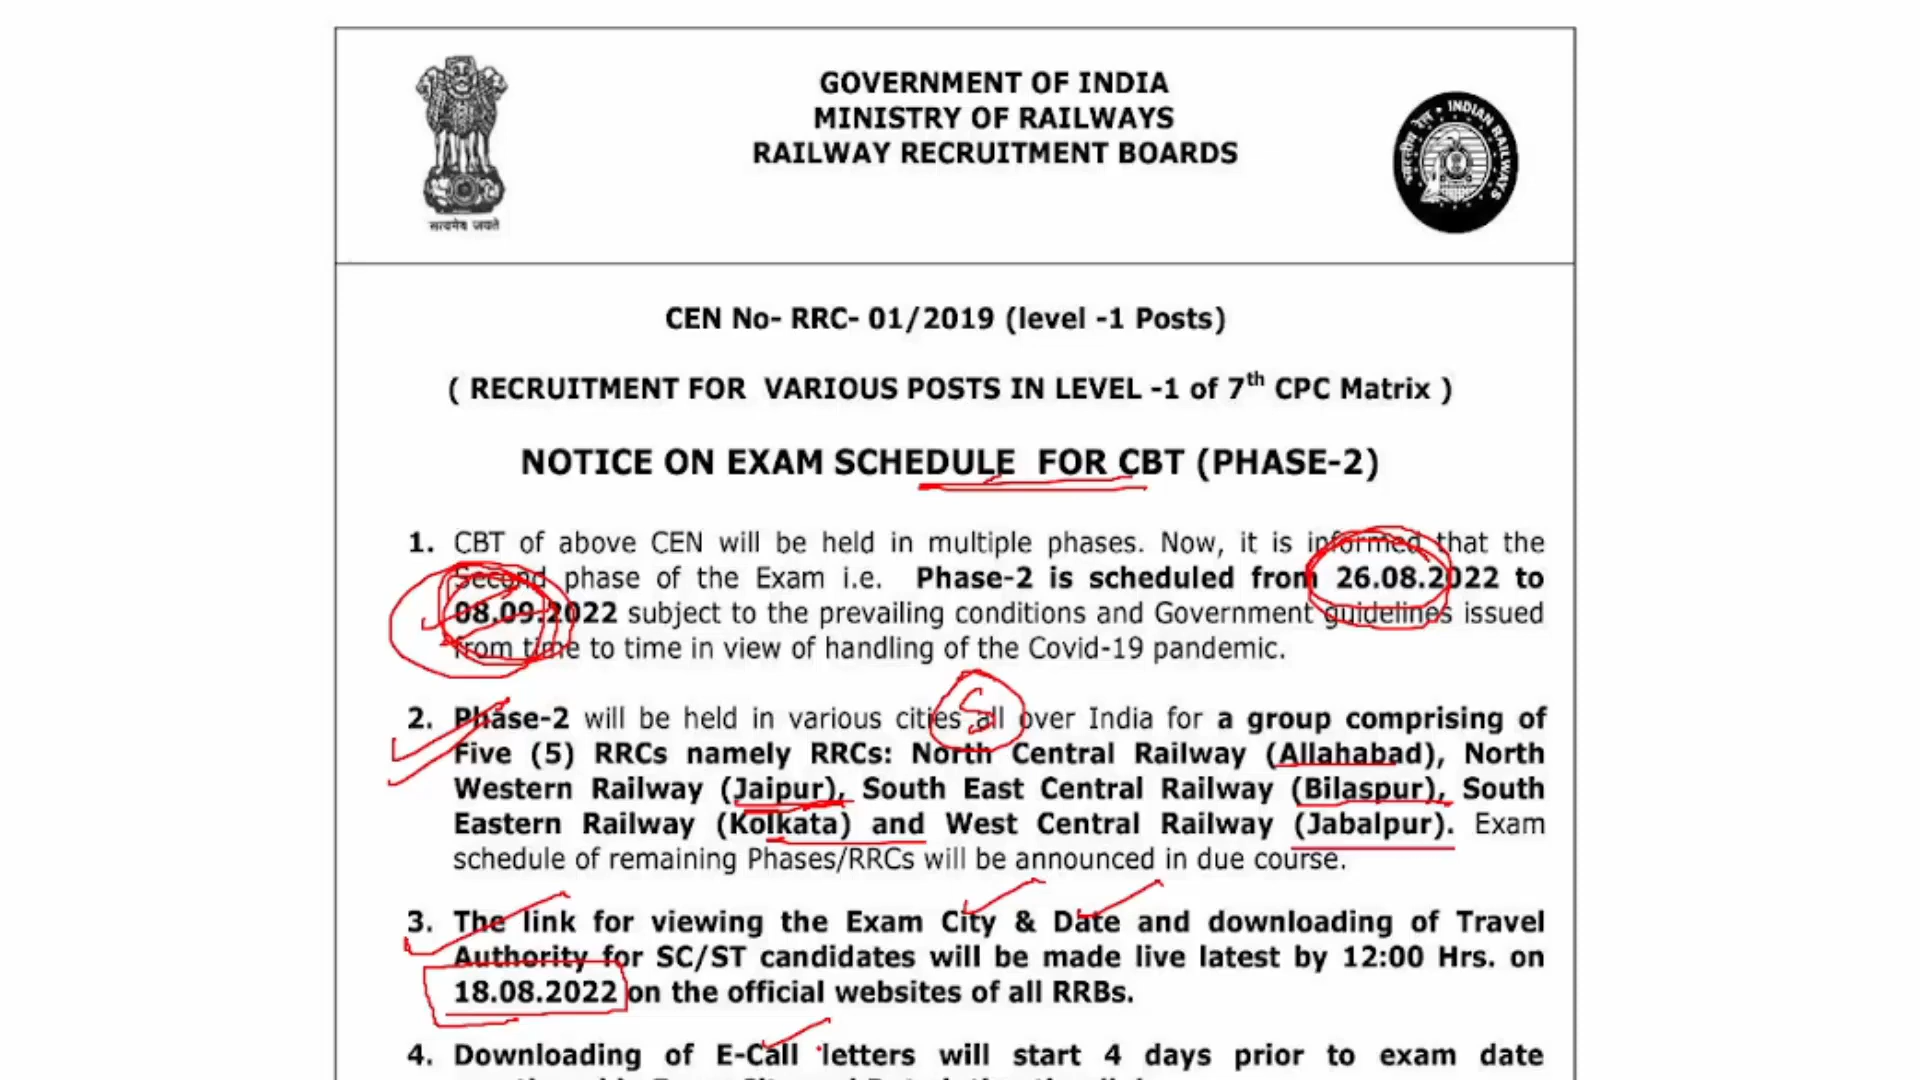 GOVERNMENT OF INDIA
MINISTRY OF RAILWAYS
RAILWAY RECRUITMENT BOARDS
सत्यमेव जयते
भारतीय रेल • INDIAN RAILWAYS
CEN No- RRC- 01/2019 (level -1 Posts)
( RECRUITMENT FOR VARIOUS POSTS IN LEVEL -1 of 7th CPC Matrix )
NOTICE ON EXAM SCHEDULE FOR CBT (PHASE-2)
1. CBT of above CEN will be held in multiple phases. Now, it is informed that the
Second phase of the Exam i.e. Phase-2 is scheduled from 26.08.2022 to
08.09.2022 subject to the prevailing conditions and Government guidelines issued
from time to time in view of handling of the Covid-19 pandemic.
5
2. Phase-2 will be held in various cities all over India for a group comprising of
Five (5) RRCs namely RRCs: North Central Railway (Allahabad), North
Western Railway (Jaipur), South East Central Railway (Bilaspur), South
Eastern Railway (Kolkata) and West Central Railway (Jabalpur). Exam
schedule of remaining Phases/RRCs will be announced in due course.
3. The link for viewing the Exam City & Date and downloading of Travel
Authority for SC/ST candidates will be made live latest by 12:00 Hrs. on
18.08.2022 on the official websites of all RRBs.
4. Downloading of E-Call letters will start 4 days prior to exam date